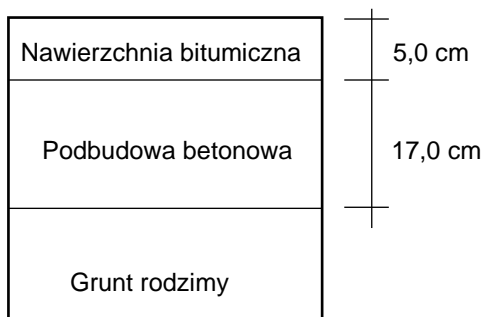 Nawierzchnia bitumiczna 5,0 cm
Podbudowa betonowa 17,0 cm
Grunt rodzimy